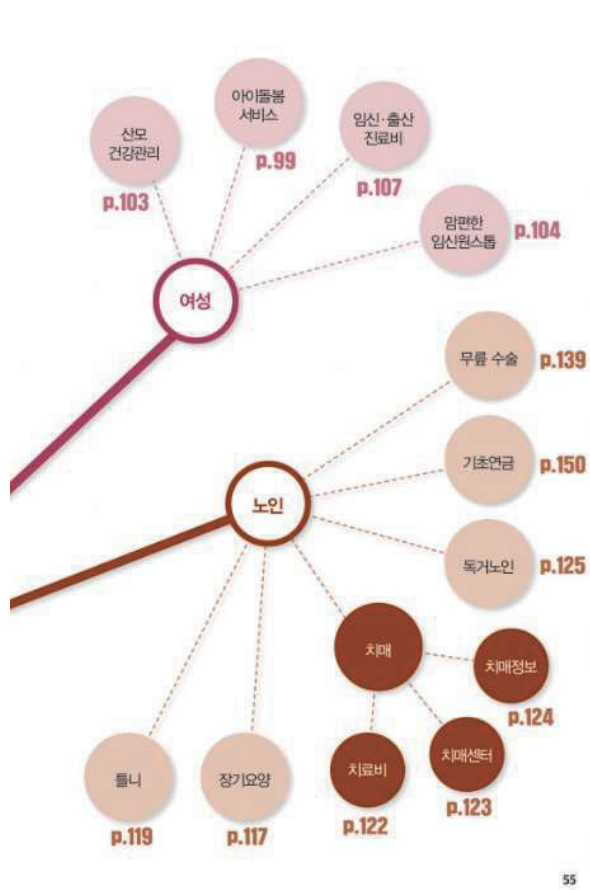 아이돌봄
서비스
p.99
임신·출산
진료비
p.107
산모
건강관리
p.103
맘편한
임신원스톱
p.104
여성
무릎 수술
p.139
기초연금
p.150
노인
독거노인
p.125
치매
치매정보
p.124
치매센터
p.123
치료비
p.122
장기요양
p.117
틀니
p.119
55